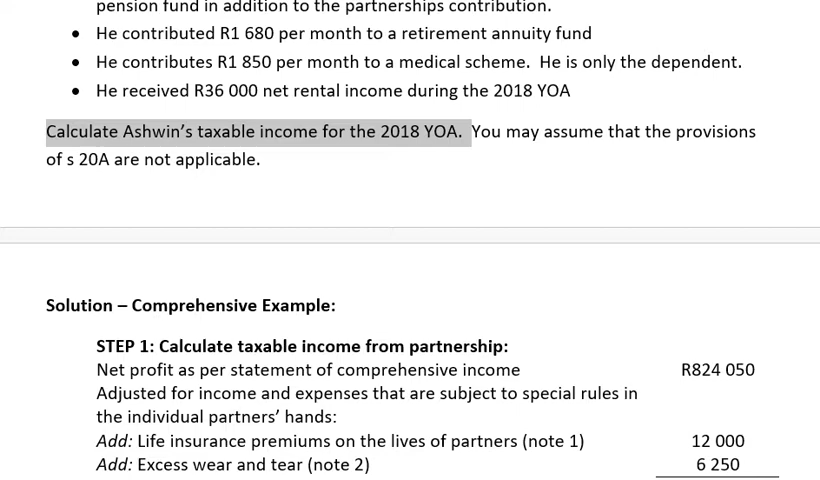 pension fund in addition to the partnerships contribution.
• He contributed R1 680 per month to a retirement annuity fund
• He contributes R1 850 per month to a medical scheme.  He is only the dependent.
• He received R36 000 net rental income during the 2018 YOA
Calculate Ashwin's taxable income for the 2018 YOA.  You may assume that the provisions
of s 20A are not applicable.
Solution – Comprehensive Example:
STEP 1: Calculate taxable income from partnership:
Net profit as per statement of comprehensive income R824 050
Adjusted for income and expenses that are subject to special rules in
the individual partners' hands:
Add: Life insurance premiums on the lives of partners (note 1) 12 000
Add: Excess wear and tear (note 2) 6 250